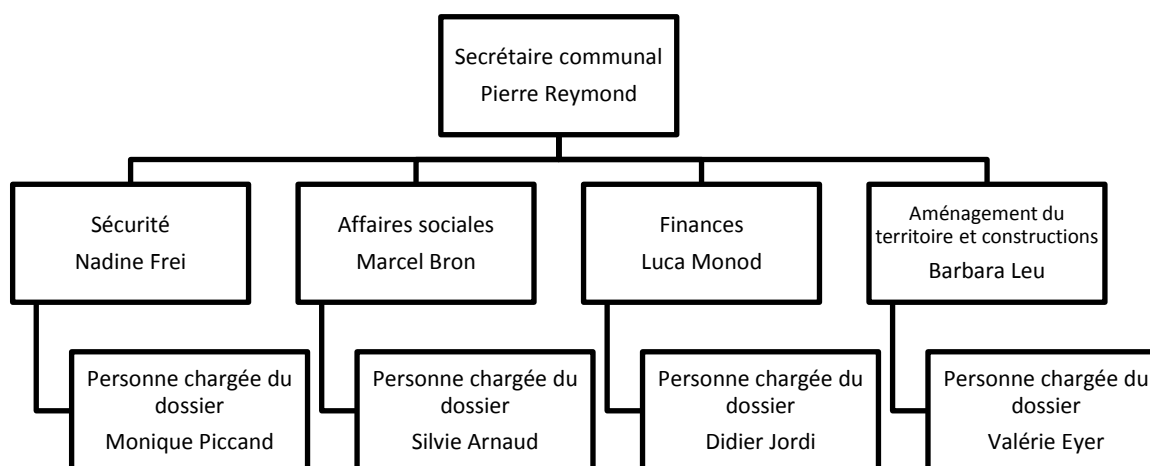 Secrétaire communal
Pierre Reymond
Sécurité
Nadine Frei
Affaires sociales
Marcel Bron
Finances
Luca Monod
Aménagement du
territoire et constructions
Barbara Leu
Personne chargée du
dossier
Monique Piccand
Personne chargée du
dossier
Silvie Arnaud
Personne chargée du
dossier
Didier Jordi
Personne chargée du
dossier
Valérie Eyer